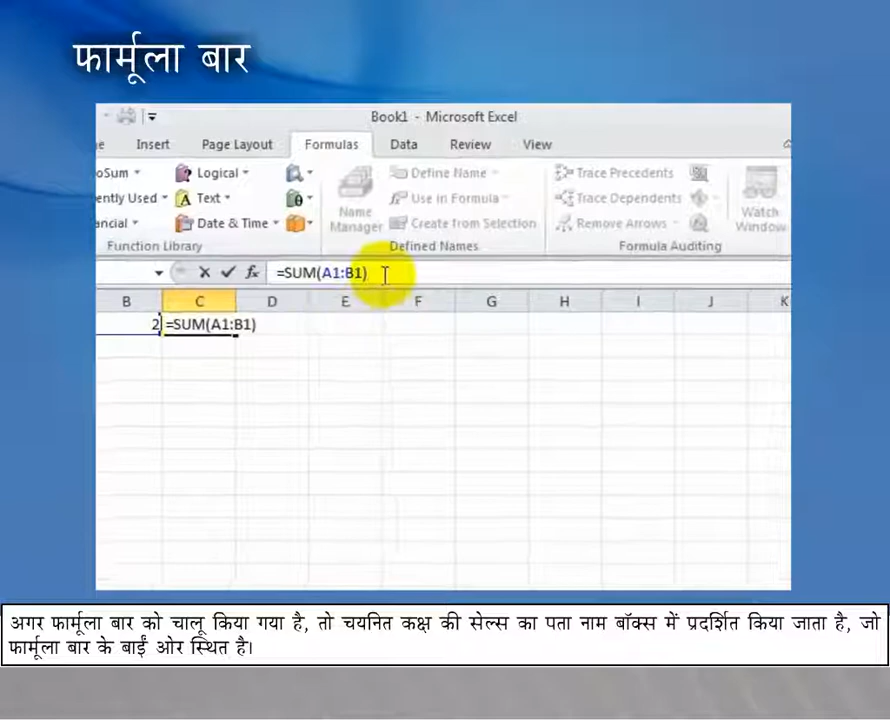 फार्मूला बार
Book1 - Microsoft Excel
Insert Page Layout Formulas Data Review View
oSum Logical Define Name Trace Precedents
ently Used Text Use in Formula Trace Dependents
ancial Date & Time Name Manager Create from Selection Remove Arrows Watch Window
Function Library Defined Names Formula Auditing
fx =SUM(A1:B1)
B C D E F G H I J K
2 =SUM(A1:B1)
अगर फार्मूला बार को चालू किया गया है, तो चयनित कक्ष की सेल्स का पता नाम बॉक्स में प्रदर्शित किया जाता है, जो
फार्मूला बार के बाईं ओर स्थित है।